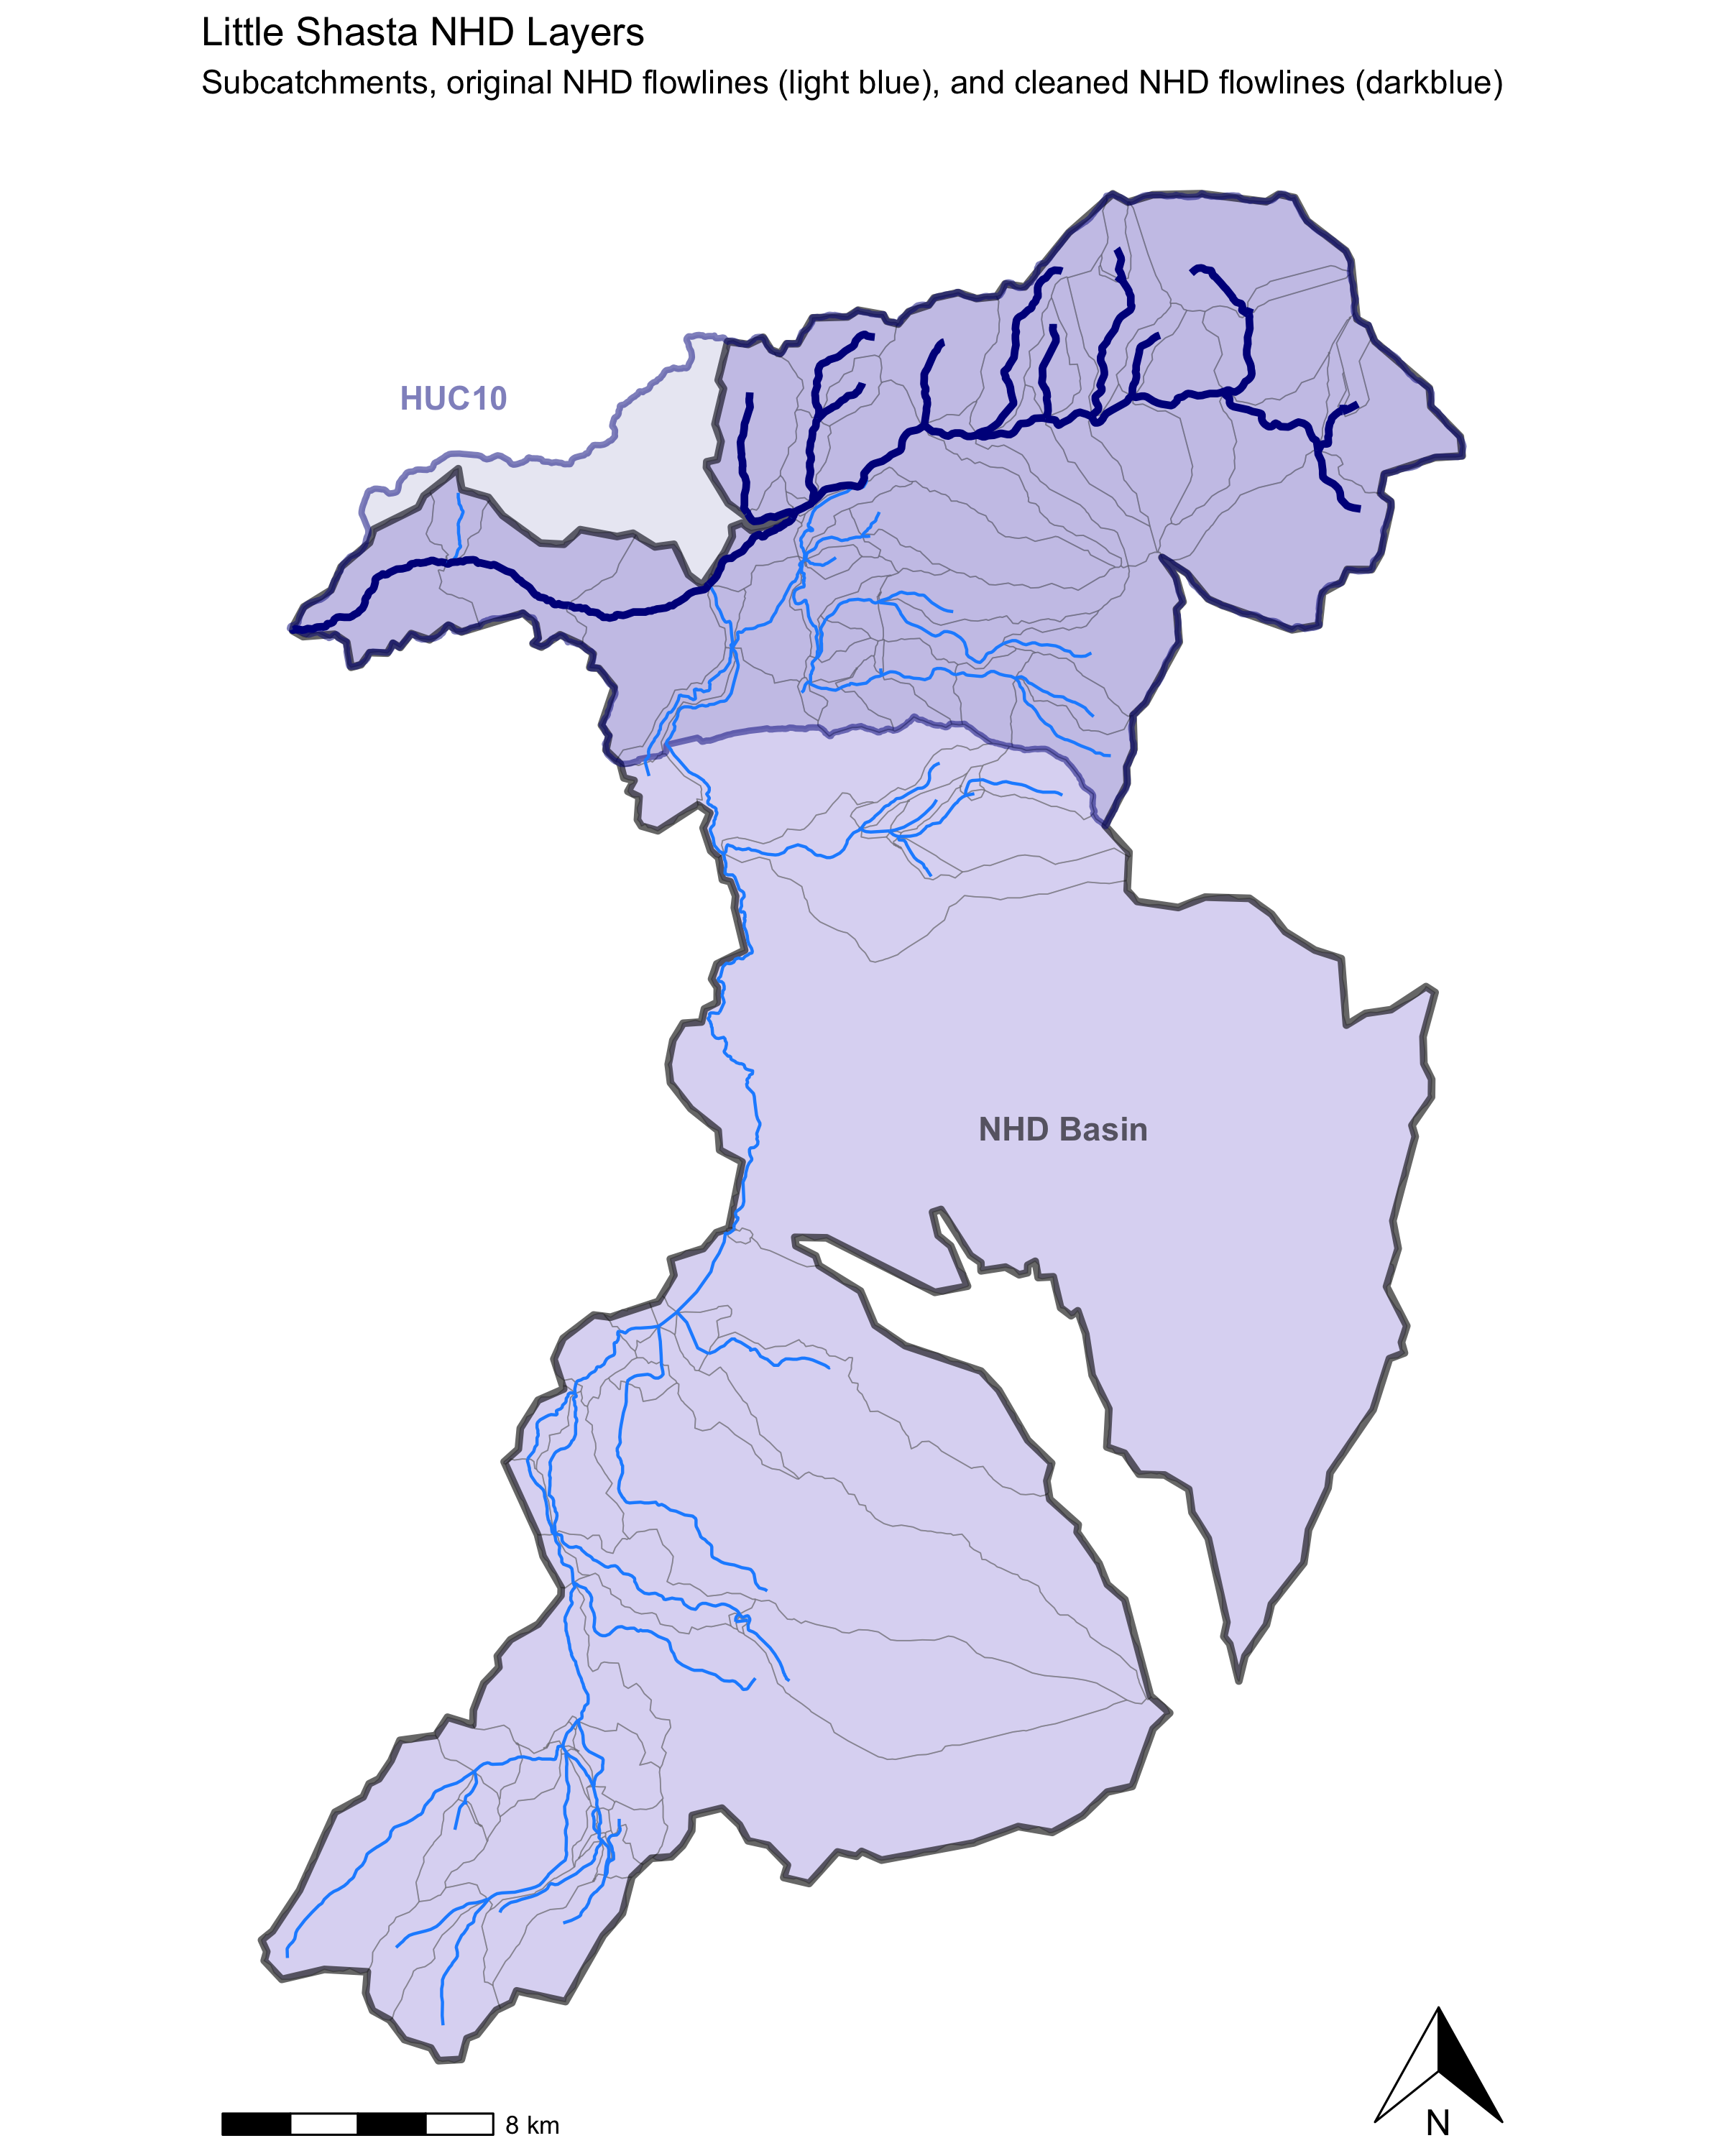 Little Shasta NHD Layers
Subcatchments, original NHD flowlines (light blue), and cleaned NHD flowlines (darkblue)
HUC10
NHD Basin
8 km
N